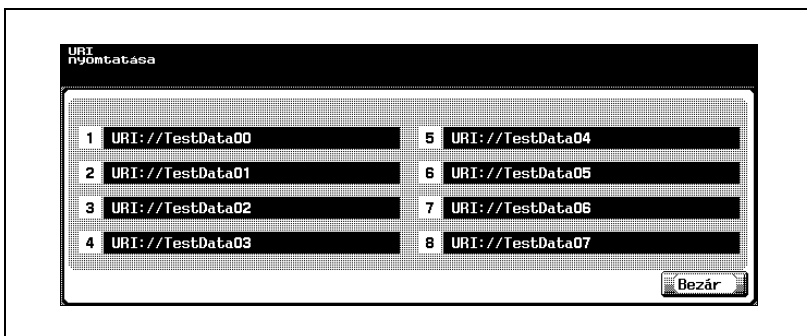 URI
nyomtatása
1 URI://TestData00
2 URI://TestData01
3 URI://TestData02
4 URI://TestData03
5 URI://TestData04
6 URI://TestData05
7 URI://TestData06
8 URI://TestData07
Bezár